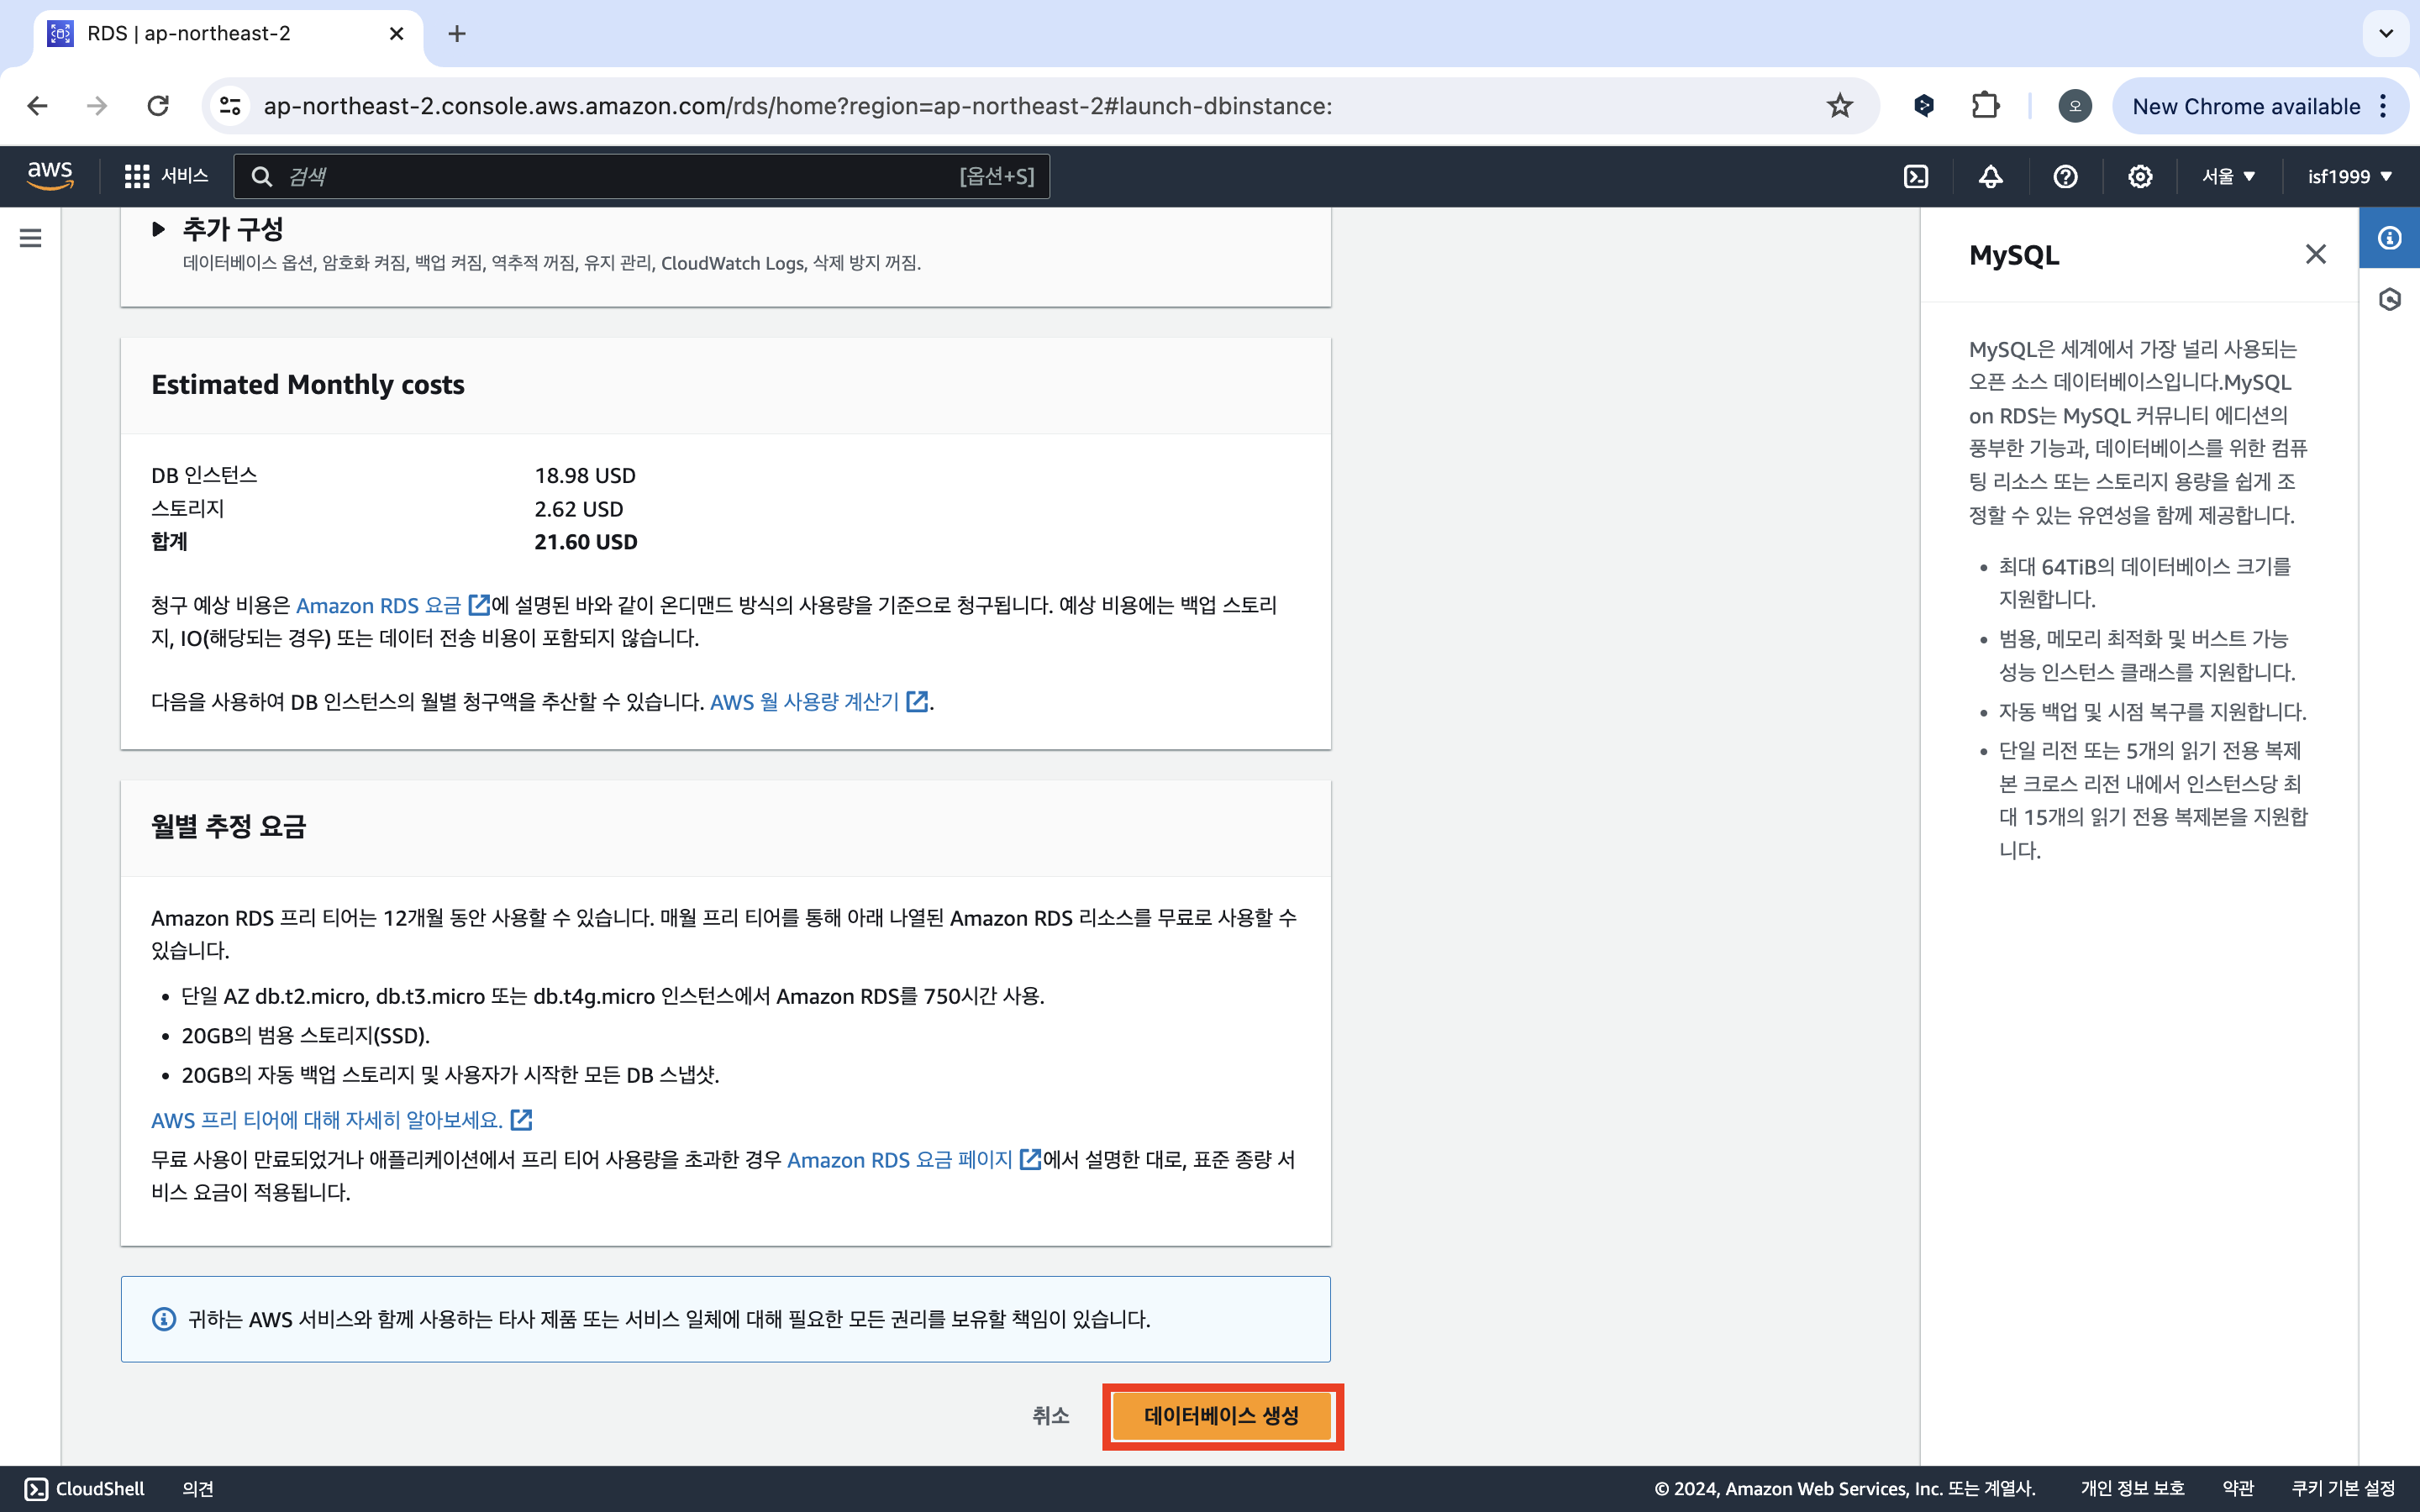 RDS | ap-northeast-2
ap-northeast-2.console.aws.amazon.com/rds/home?region=ap-northeast-2#launch-dbinstance:
오
New Chrome available
aws
서비스
검색
[옵션+S]
서울
isf1999
추가 구성
데이터베이스 옵션, 암호화 켜짐, 백업 켜짐, 역추적 꺼짐, 유지 관리, CloudWatch Logs, 삭제 방지 꺼짐.
Estimated Monthly costs
DB 인스턴스 18.98 USD
스토리지 2.62 USD
합계 21.60 USD
청구 예상 비용은 Amazon RDS 요금 에 설명된 바와 같이 온디맨드 방식의 사용량을 기준으로 청구됩니다. 예상 비용에는 백업 스토리
지, IO(해당되는 경우) 또는 데이터 전송 비용이 포함되지 않습니다.
다음을 사용하여 DB 인스턴스의 월별 청구액을 추산할 수 있습니다. AWS 월 사용량 계산기 .
월별 추정 요금
Amazon RDS 프리 티어는 12개월 동안 사용할 수 있습니다. 매월 프리 티어를 통해 아래 나열된 Amazon RDS 리소스를 무료로 사용할 수
있습니다.
• 단일 AZ db.t2.micro, db.t3.micro 또는 db.t4g.micro 인스턴스에서 Amazon RDS를 750시간 사용.
• 20GB의 범용 스토리지(SSD).
• 20GB의 자동 백업 스토리지 및 사용자가 시작한 모든 DB 스냅샷.
AWS 프리 티어에 대해 자세히 알아보세요.
무료 사용이 만료되었거나 애플리케이션에서 프리 티어 사용량을 초과한 경우 Amazon RDS 요금 페이지 에서 설명한 대로, 표준 종량 서
비스 요금이 적용됩니다.
귀하는 AWS 서비스와 함께 사용하는 타사 제품 또는 서비스 일체에 대해 필요한 모든 권리를 보유할 책임이 있습니다.
취소
데이터베이스 생성
MySQL
MySQL은 세계에서 가장 널리 사용되는
오픈 소스 데이터베이스입니다.MySQL
on RDS는 MySQL 커뮤니티 에디션의
풍부한 기능과, 데이터베이스를 위한 컴퓨
팅 리소스 또는 스토리지 용량을 쉽게 조
정할 수 있는 유연성을 함께 제공합니다.
• 최대 64TiB의 데이터베이스 크기를
지원합니다.
• 범용, 메모리 최적화 및 버스트 가능
성능 인스턴스 클래스를 지원합니다.
• 자동 백업 및 시점 복구를 지원합니다.
• 단일 리전 또는 5개의 읽기 전용 복제
본 크로스 리전 내에서 인스턴스당 최
대 15개의 읽기 전용 복제본을 지원합
니다.
CloudShell
의견
© 2024, Amazon Web Services, Inc. 또는 계열사.
개인 정보 보호
약관
쿠키 기본 설정